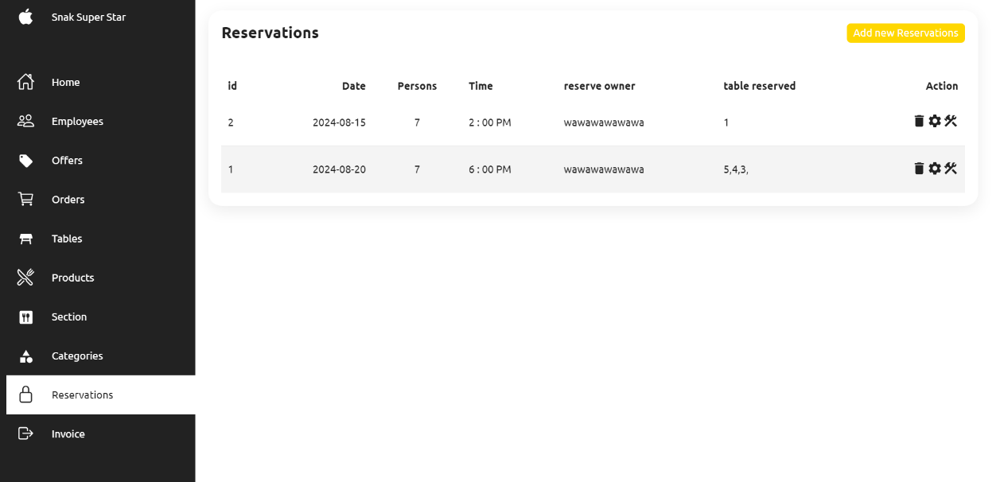 Snak Super Star
Home
Employees
Offers
Orders
Tables
Products
Section
Categories
Reservations
Invoice
Reservations
Add new Reservations
id Date Persons Time reserve owner table reserved Action
2 2024-08-15 7 2 : 00 PM wawawawawawa 1
1 2024-08-20 7 6 : 00 PM wawawawawawa 5,4,3,